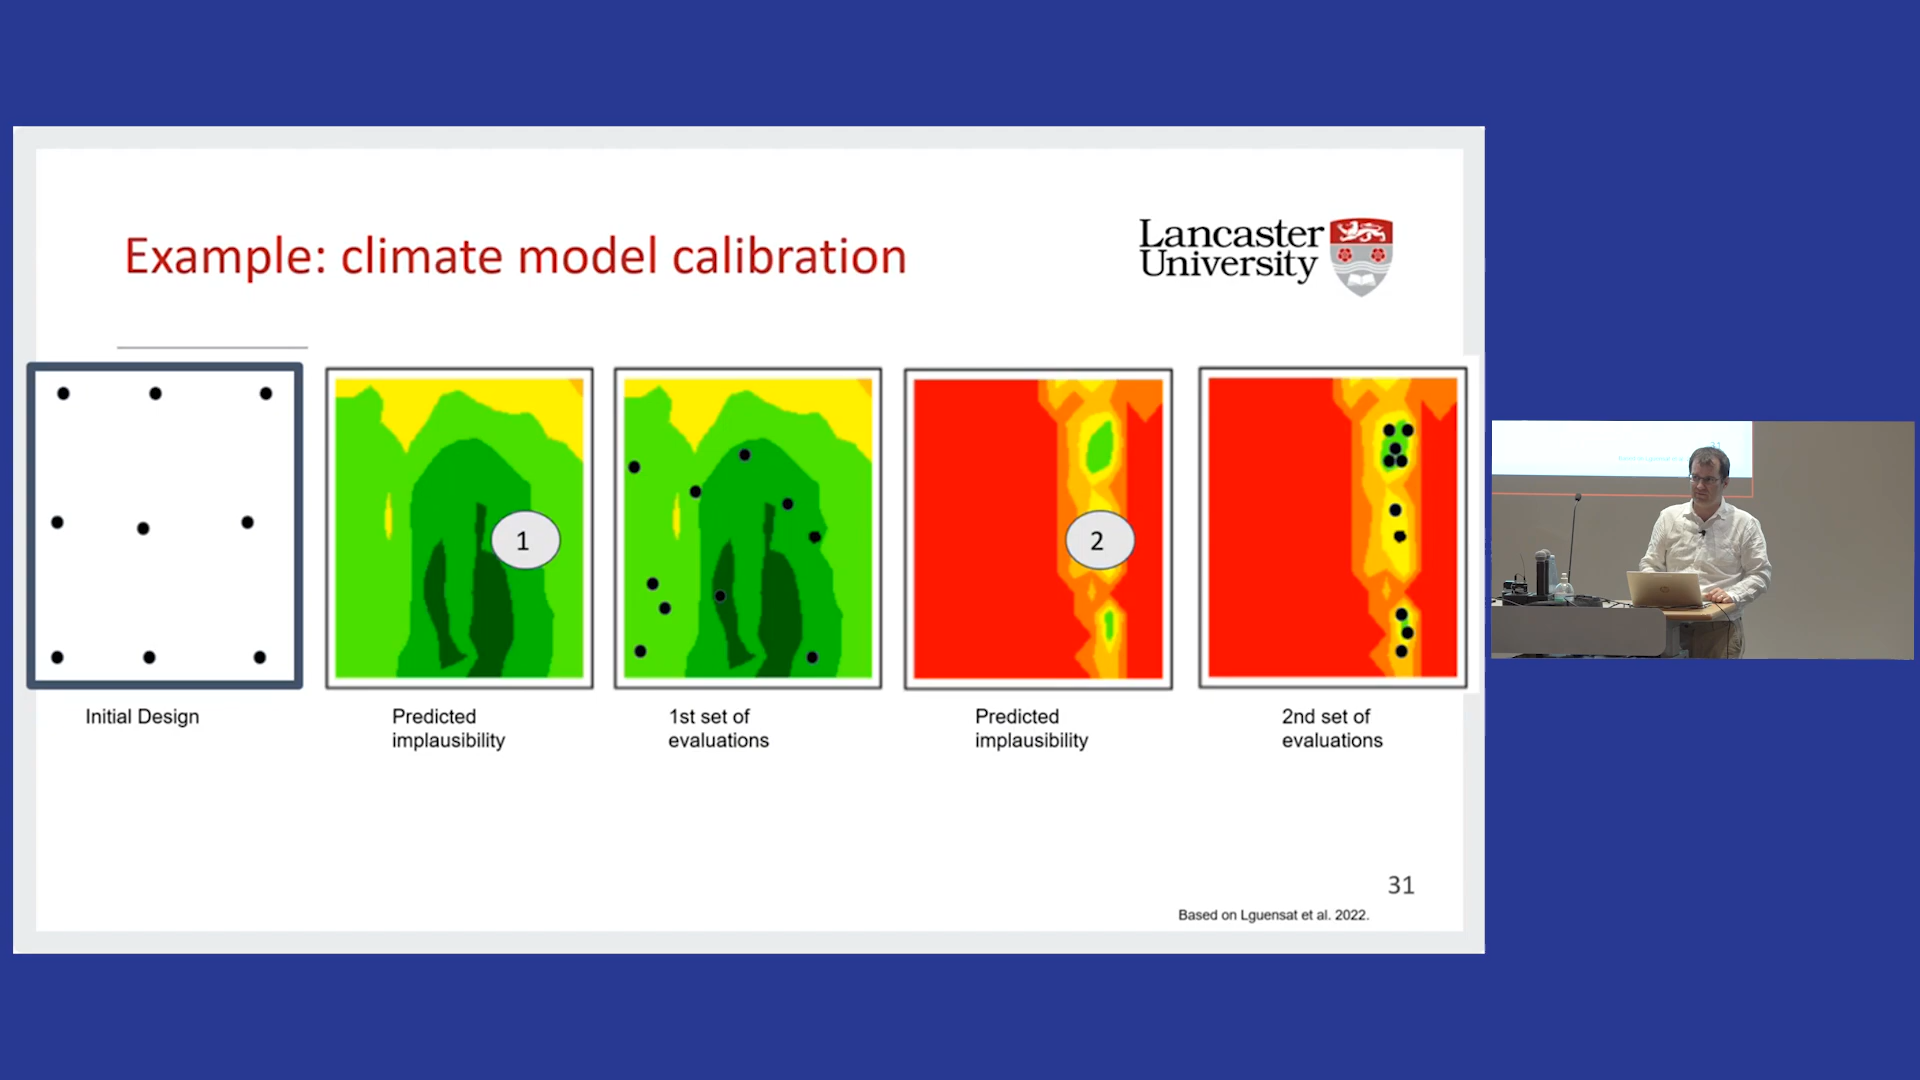 Example: climate model calibration
Lancaster
University
1
2
Initial Design
Predicted
implausibility
1st set of
evaluations
Predicted
implausibility
2nd set of
evaluations
31
Based on Lguensat et al. 2022.
31